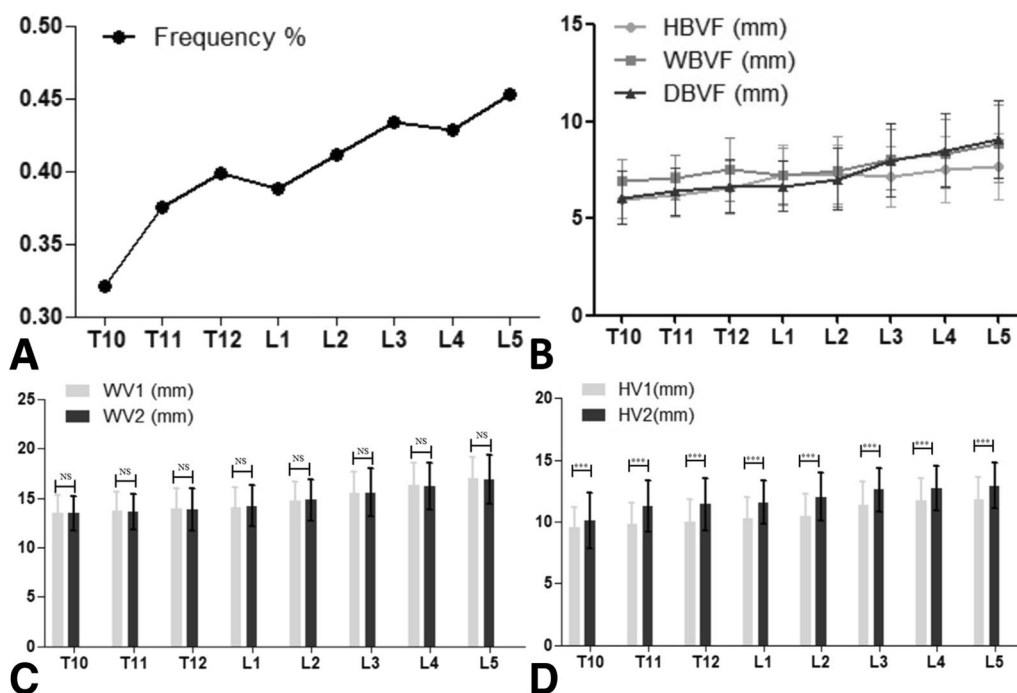 0.50
0.45
0.40
0.35
0.30
Frequency %
T10 T11 T12 L1 L2 L3 L4 L5
A
15
10
5
0
HBVF (mm)
WBVF (mm)
DBVF (mm)
T10 T11 T12 L1 L2 L3 L4 L5
B
25
20
15
10
5
0
WV1 (mm)
WV2 (mm)
NS NS NS NS NS NS NS NS
T10 T11 T12 L1 L2 L3 L4 L5
C
20
15
10
5
0
HV1(mm)
HV2(mm)
*** *** *** *** *** *** *** ***
T10 T11 T12 L1 L2 L3 L4 L5
D